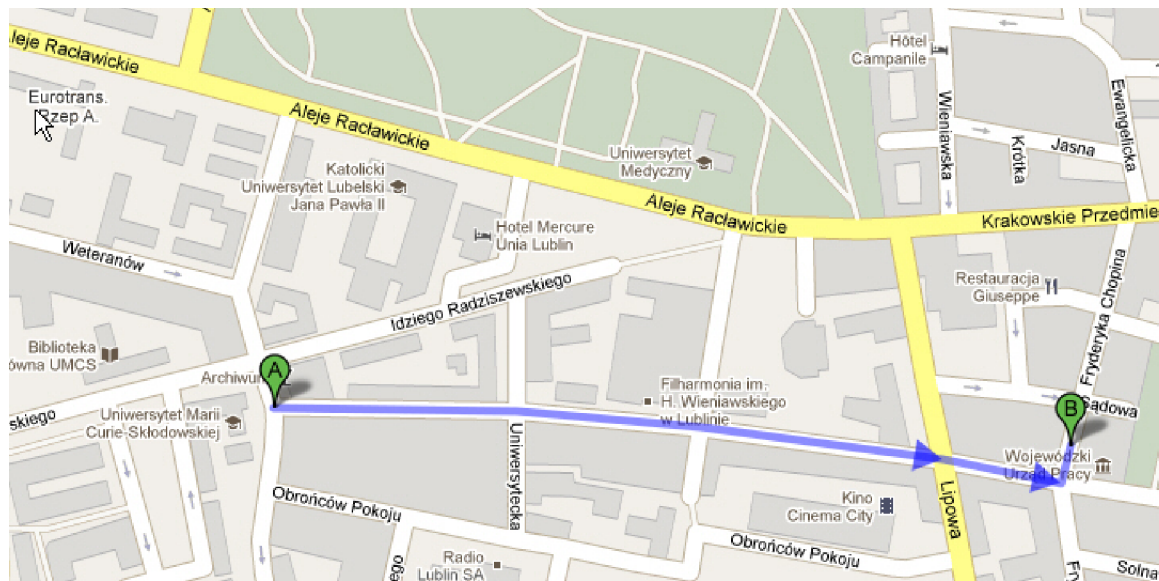 Aleje Racławickie
Hôtel
Campanile
Eurotrans.
Rzep A.
Aleje Racławickie
Wieniawska
Ewangelicka
Krótka
Jasna
Uniwersytet
Medyczny
Katolicki
Uniwersytet Lubelski
Jana Pawła II
Aleje Racławickie
Krakowskie Przedmie
Hotel Mercure
Unia Lublin
Weteranów
Idziego Radziszewskiego
Restauracja
Giuseppe
Fryderyka Chopina
Biblioteka
ówna UMCS
Archiwum
A
Filharmonia im.
H. Wieniawskiego
w Lublinie
Sądowa
B
skiego
Uniwersytet Marii
Curie-Skłodowskiej
Uniwersytecka
Wojewódzki
Urząd Pracy
Obrońców Pokoju
Kino
Cinema City
Lipowa
Radio
Lublin SA
ego
Obrońców Pokoju
Fry
Solna